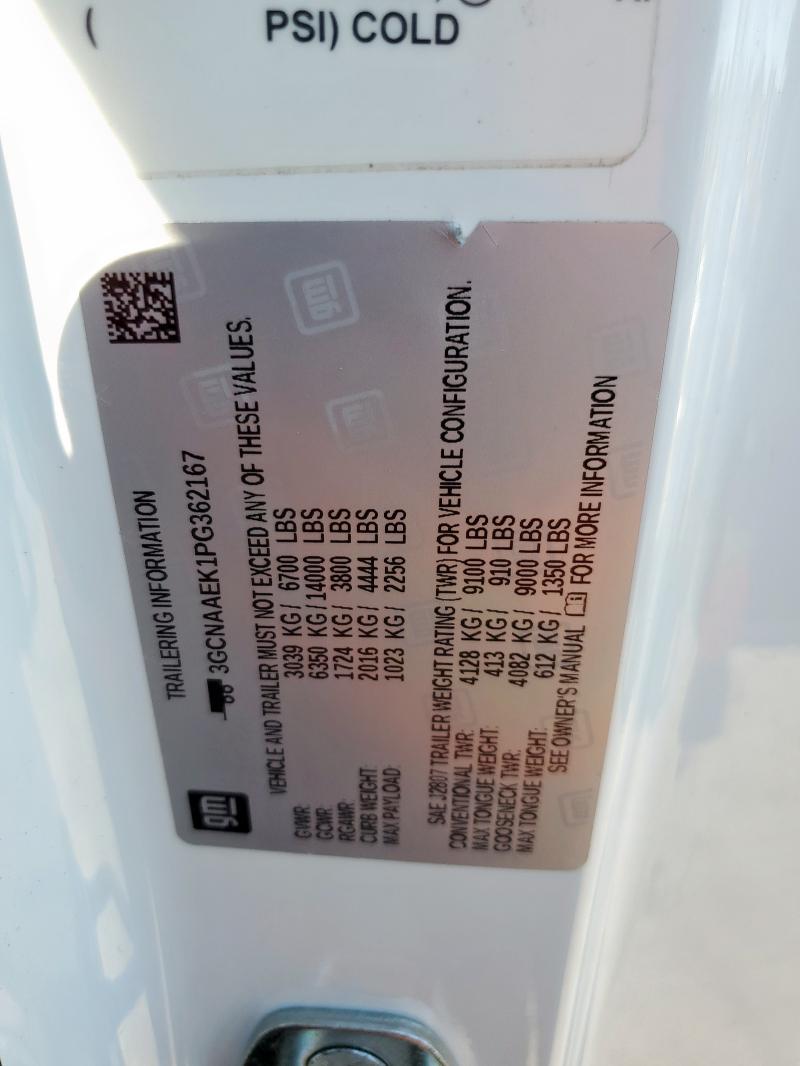 PSI) COLD
gm
TRAILERING INFORMATION
3GCNAAEK1PG362167
VEHICLE AND TRAILER MUST NOT EXCEED ANY OF THESE VALUES.
GVWR: 3039 KG / 6700 LBS
GCWR: 6350 KG / 14000 LBS
RGAWR: 1724 KG / 3800 LBS
CURB WEIGHT: 2016 KG / 4444 LBS
MAX PAYLOAD: 1023 KG / 2256 LBS
SAE J2807 TRAILER WEIGHT RATING (TWR) FOR VEHICLE CONFIGURATION.
CONVENTIONAL TWR: 4128 KG / 9100 LBS
MAX TONGUE WEIGHT: 413 KG / 910 LBS
GOOSENECK TWR: 4082 KG / 9000 LBS
MAX TONGUE WEIGHT: 612 KG / 1350 LBS
SEE OWNER'S MANUAL FOR MORE INFORMATION